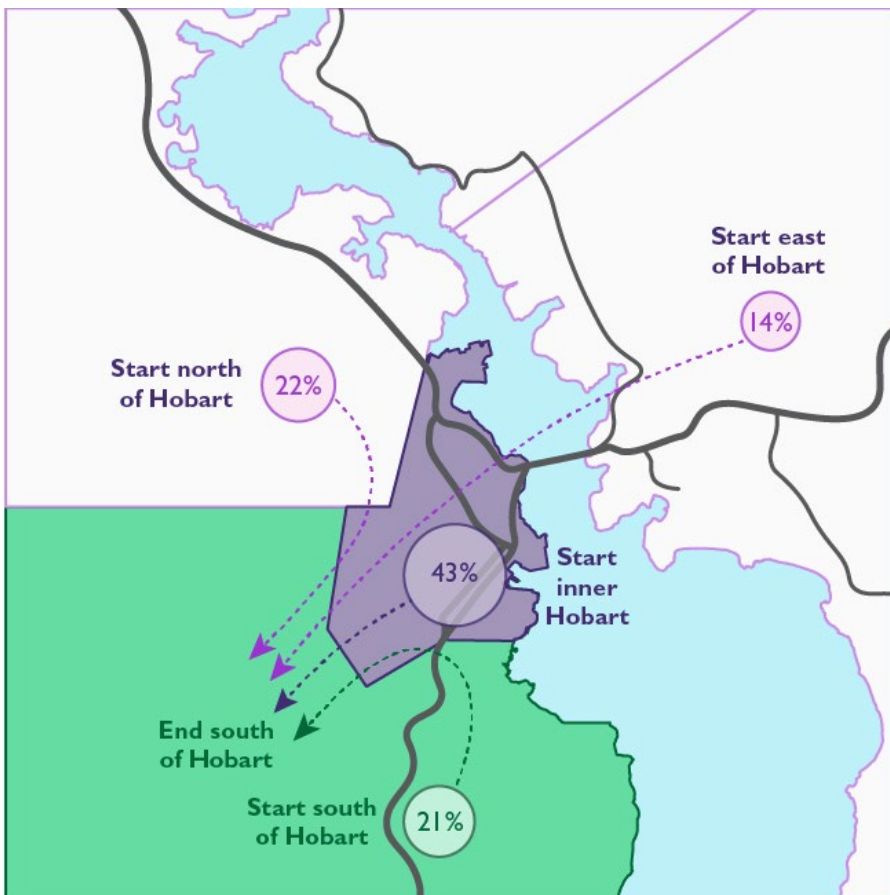 Start east
of Hobart
14%
Start north
of Hobart
22%
43%
Start
inner
Hobart
End south
of Hobart
Start south
of Hobart
21%